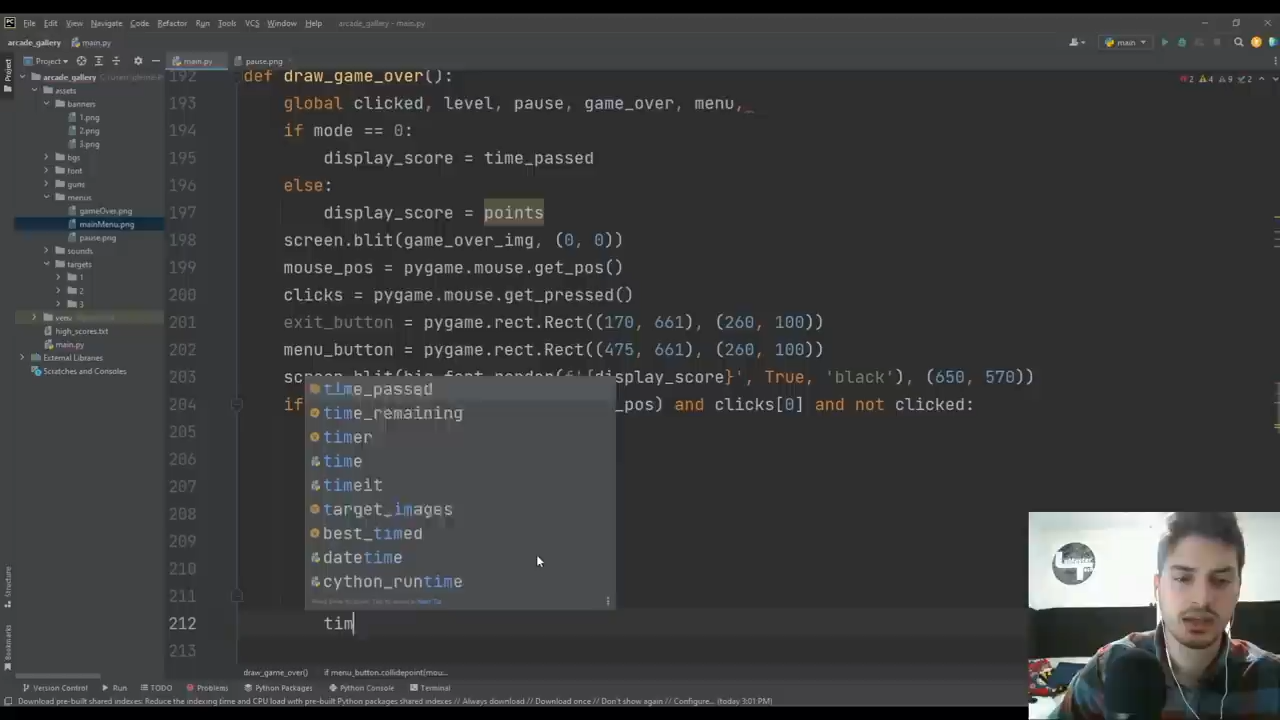 File Edit View Navigate Code Refactor Run Tools VCS Window Help arcade_gallery - main.py
arcade_gallery main.py main
Project main.py pause.png
arcade_gallery
assets
banners
1.png
2.png
3.png
bgs
font
guns
menus
gameOver.png
mainMenu.png
pause.png
sounds
targets
1
2
3
venv
high_scores.txt
main.py
External Libraries
Scratches and Consoles
Project
Structure
Bookmarks
2 4 9 2
192 def draw_game_over():
193 global clicked, level, pause, game_over, menu,
194 if mode == 0:
195 display_score = time_passed
196 else:
197 display_score = points
198 screen.blit(game_over_img, (0, 0))
199 mouse_pos = pygame.mouse.get_pos()
200 clicks = pygame.mouse.get_pressed()
201 exit_button = pygame.rect.Rect((170, 661), (260, 100))
202 menu_button = pygame.rect.Rect((475, 661), (260, 100))
203 screen.blit(big_font.render(f'{display_score}', True, 'black'), (650, 570))
204 if _pos) and clicks[0] and not clicked:
205
206
207
208
209
210
211
212 tim
213
time_passed
time_remaining
timer
time
timeit
target_images
best_timed
datetime
cython_runtime
draw_game_over() if menu_button.collidepoint(mou...
Version Control Run TODO Problems Python Packages Python Console Terminal
Download pre-built shared indexes: Reduce the indexing time and CPU load with pre-built Python packages shared indexes // Always download // Download once // Don't show again // Configure... (today 3:01 PM)